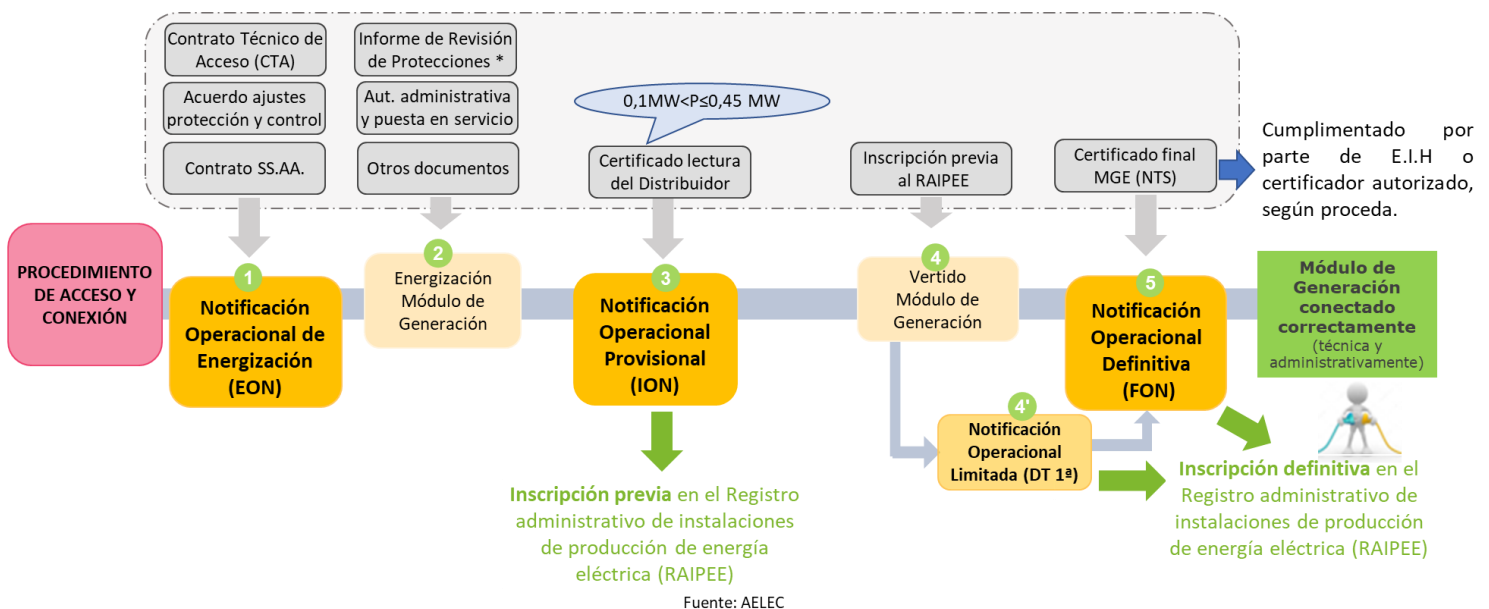 Contrato Técnico de
Acceso (CTA)
Acuerdo ajustes
protección y control
Contrato SS.AA.
Informe de Revisión
de Protecciones *
Aut. administrativa
y puesta en servicio
Otros documentos
0,1MW<P≤0,45 MW
Certificado lectura
del Distribuidor
Inscripción previa
al RAIPEE
Certificado final
MGE (NTS)
Cumplimentado por
parte de E.I.H o
certificador autorizado,
según proceda.
PROCEDIMIENTO
DE ACCESO Y
CONEXIÓN
1
Notificación
Operacional de
Energización
(EON)
2
Energización
Módulo de
Generación
3
Notificación
Operacional
Provisional
(ION)
4
Vertido
Módulo de
Generación
4'
Notificación
Operacional
Limitada (DT 1ª)
5
Notificación
Operacional
Definitiva
(FON)
Módulo de
Generación
conectado
correctamente
(técnica y
administrativamente)
Inscripción previa en el Registro
administrativo de instalaciones
de producción de energía
eléctrica (RAIPEE)
Inscripción definitiva en el
Registro administrativo de
instalaciones de producción
de energía eléctrica (RAIPEE)
Fuente: AELEC